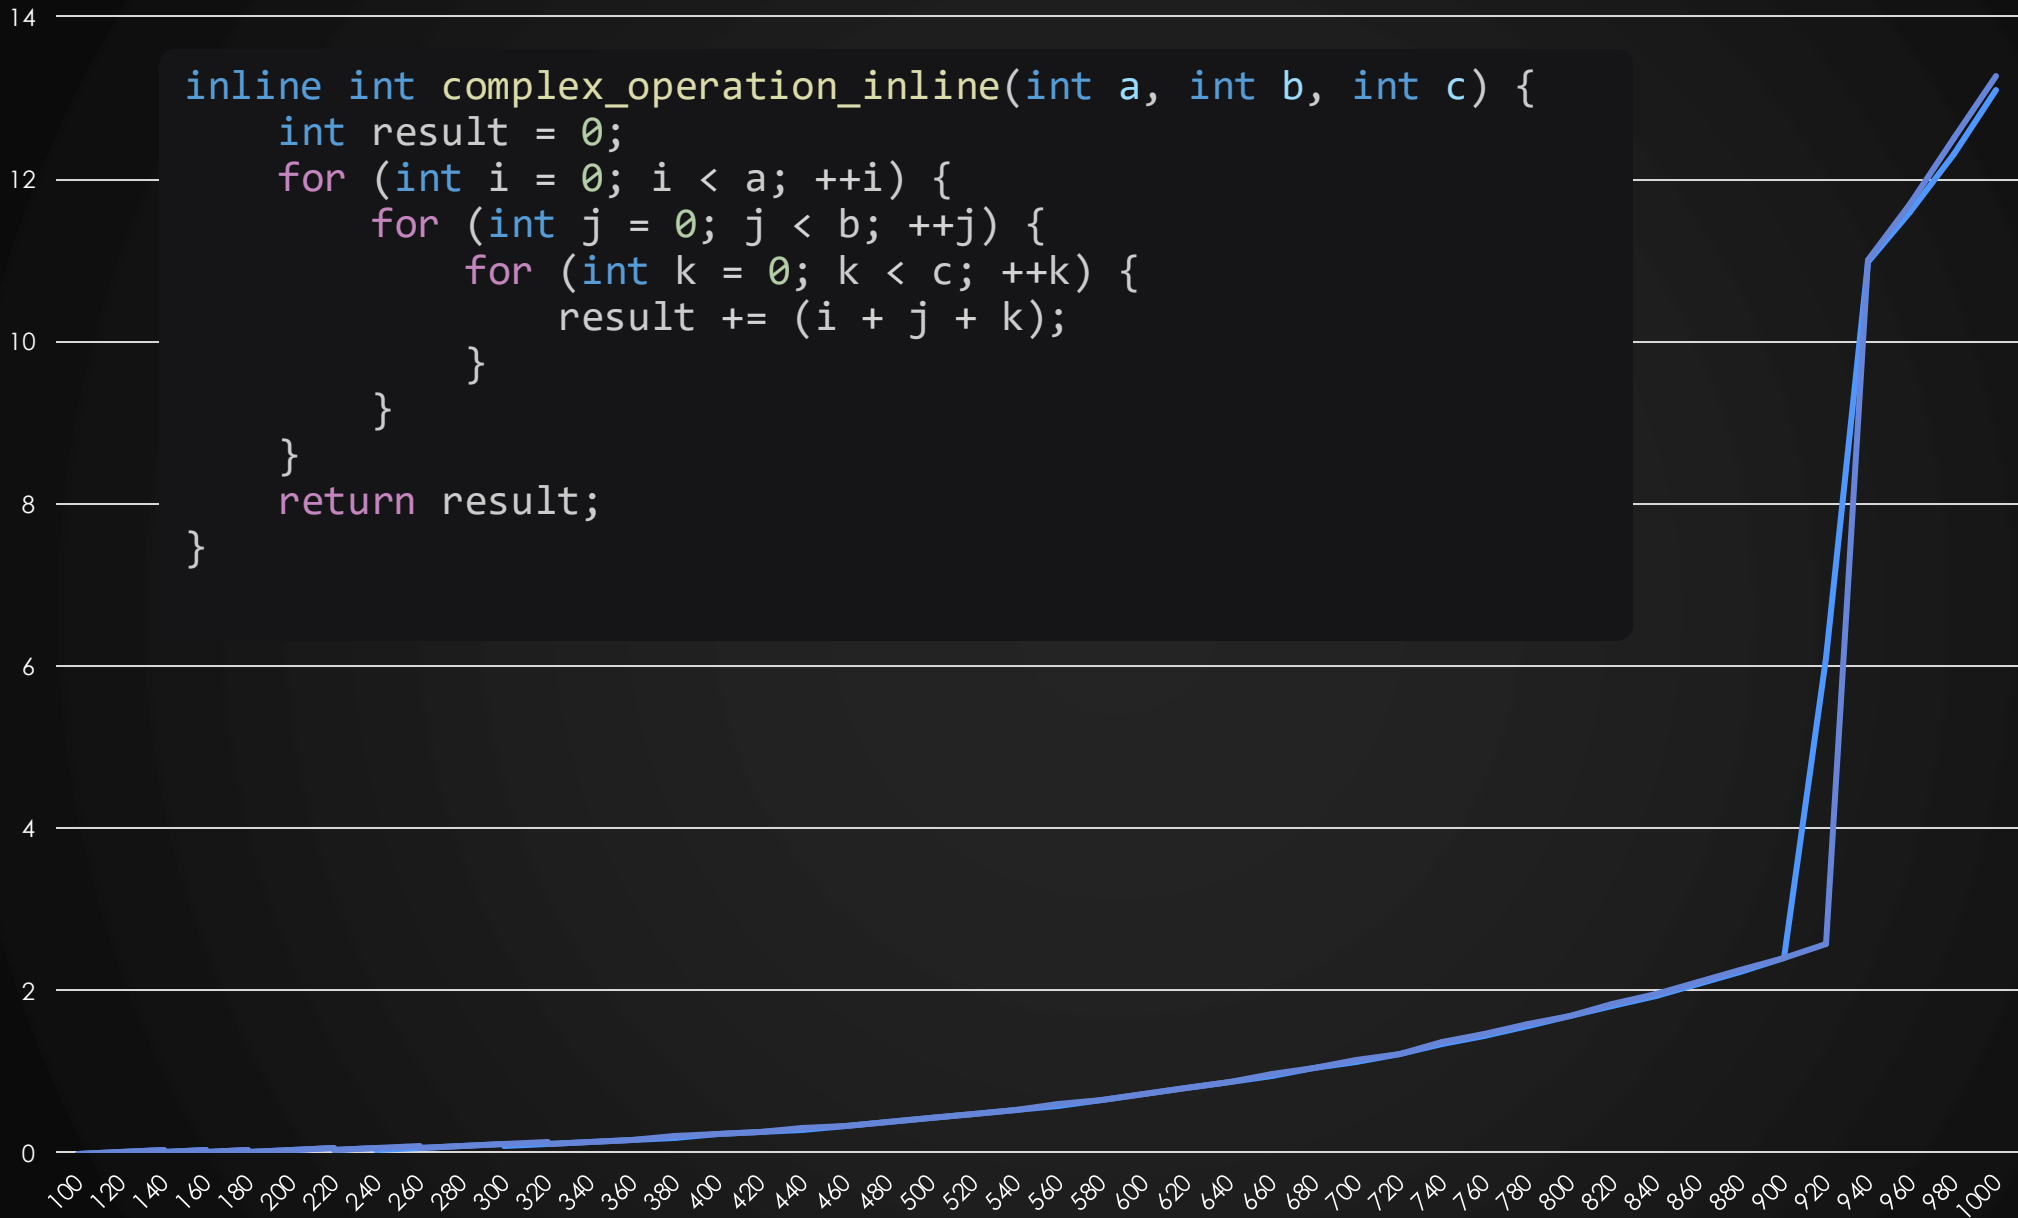 14
inline int complex_operation_inline(int a, int b, int c) {
int result = 0;
12
for (int i = 0; i < a; ++i) {
for (int j = 0; j < b; ++j) {
for (int k = 0; k < c; ++k) {
result += (i + j + k);
10
}
}
}
8
return result;
}
6
4
2
0
100 120 140 160 180 200 220 240 260 280 300 320 340 360 380 400 420 440 460 480 500 520 540 560 580 600 620 640 660 680 700 720 740 760 780 800 820 840 860 880 900 920 940 960 980 1000